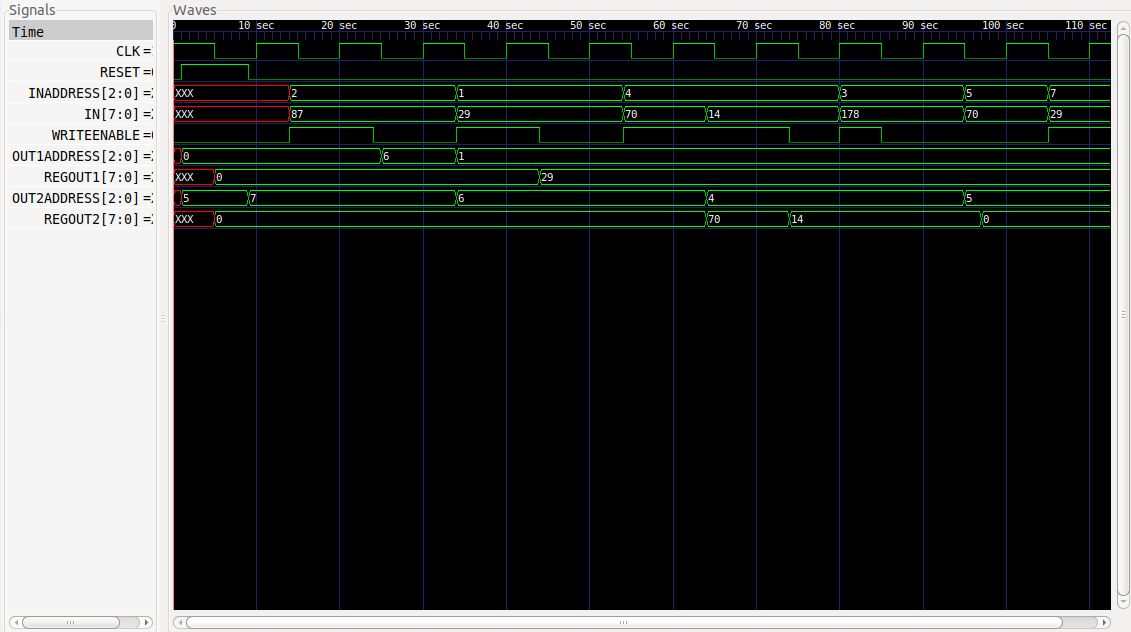 Signals
Waves
Time
0 10 sec 20 sec 30 sec 40 sec 50 sec 60 sec 70 sec 80 sec 90 sec 100 sec 110 sec
CLK=
RESET=0
INADDRESS[2:0]=X XXX 2 1 4 3 5 7
IN[7:0]=X XXX 87 29 70 14 178 70 29
WRITEENABLE=0
OUT1ADDRESS[2:0]=X 0 6 1
REGOUT1[7:0]=X XXX 0 29
OUT2ADDRESS[2:0]=X 5 7 6 4 5
REGOUT2[7:0]=X XXX 0 70 14 0